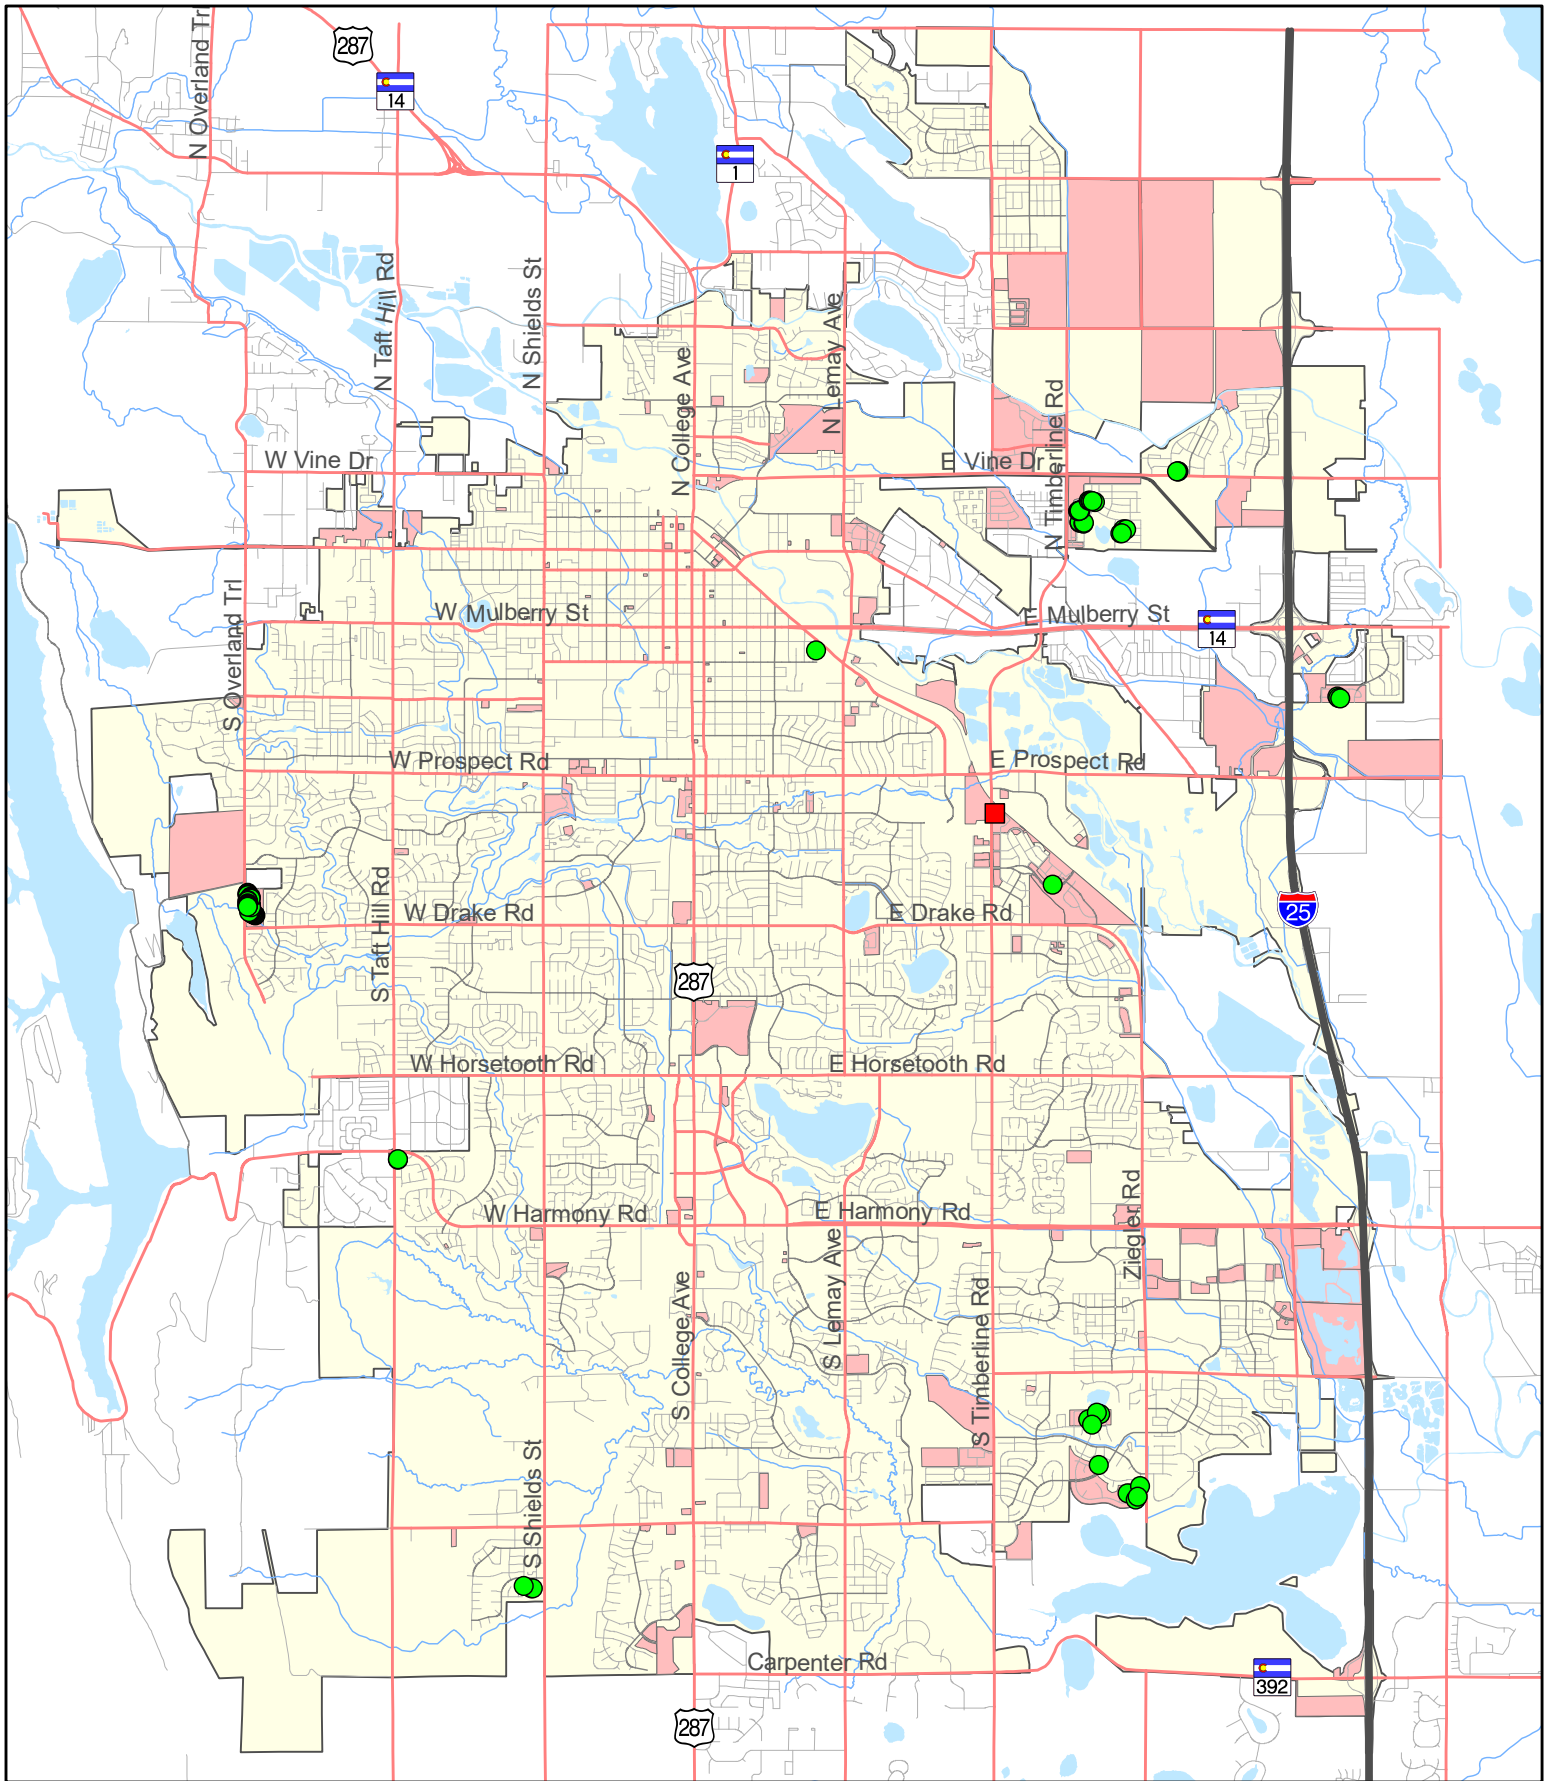 N Overland Trl
287
14
1
N Taft Hill Rd
N Shields St
N College Ave
N Lemay Ave
N Timberline Rd
W Vine Dr
E Vine Dr
S Overland Trl
W Mulberry St
E Mulberry St
14
W Prospect Rd
E Prospect Rd
S Taft Hill Rd
W Drake Rd
E Drake Rd
25
287
W Horsetooth Rd
E Horsetooth Rd
W Harmony Rd
E Harmony Rd
Ziegler Rd
S College Ave
S Lemay Ave
S Timberline Rd
S Shields St
Carpenter Rd
392
287